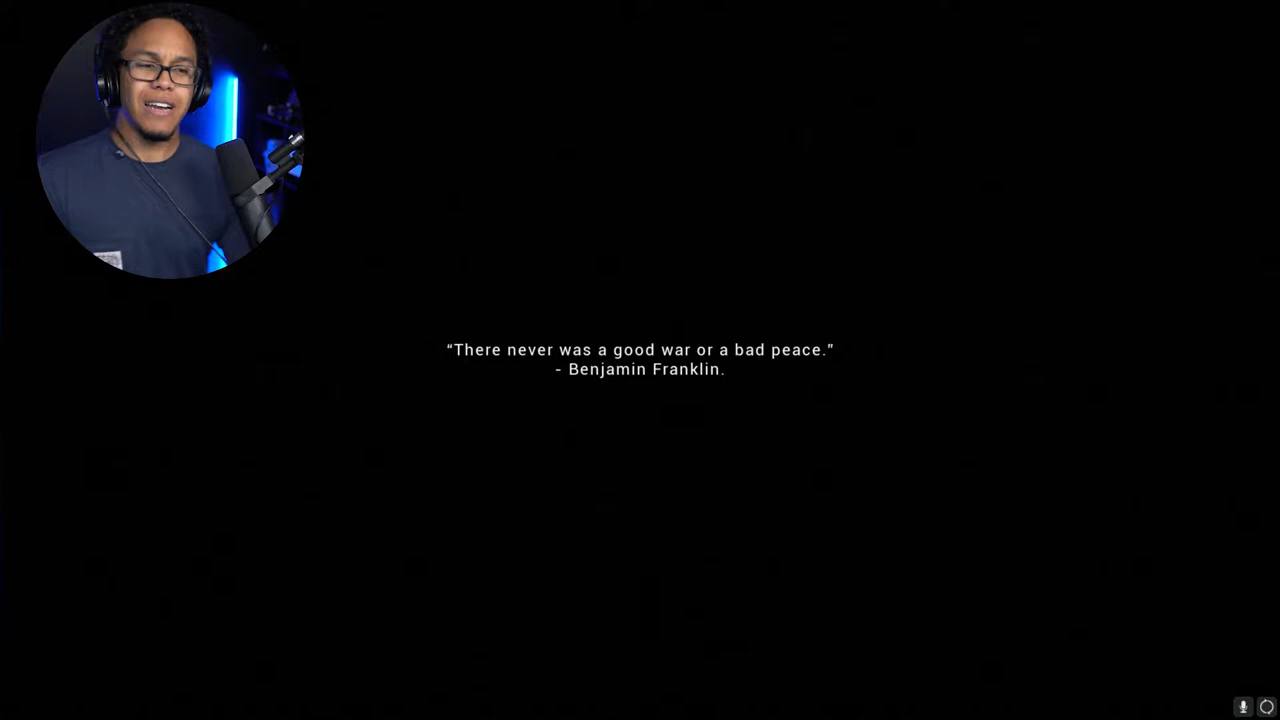 “There never was a good war or a bad peace.”
- Benjamin Franklin.